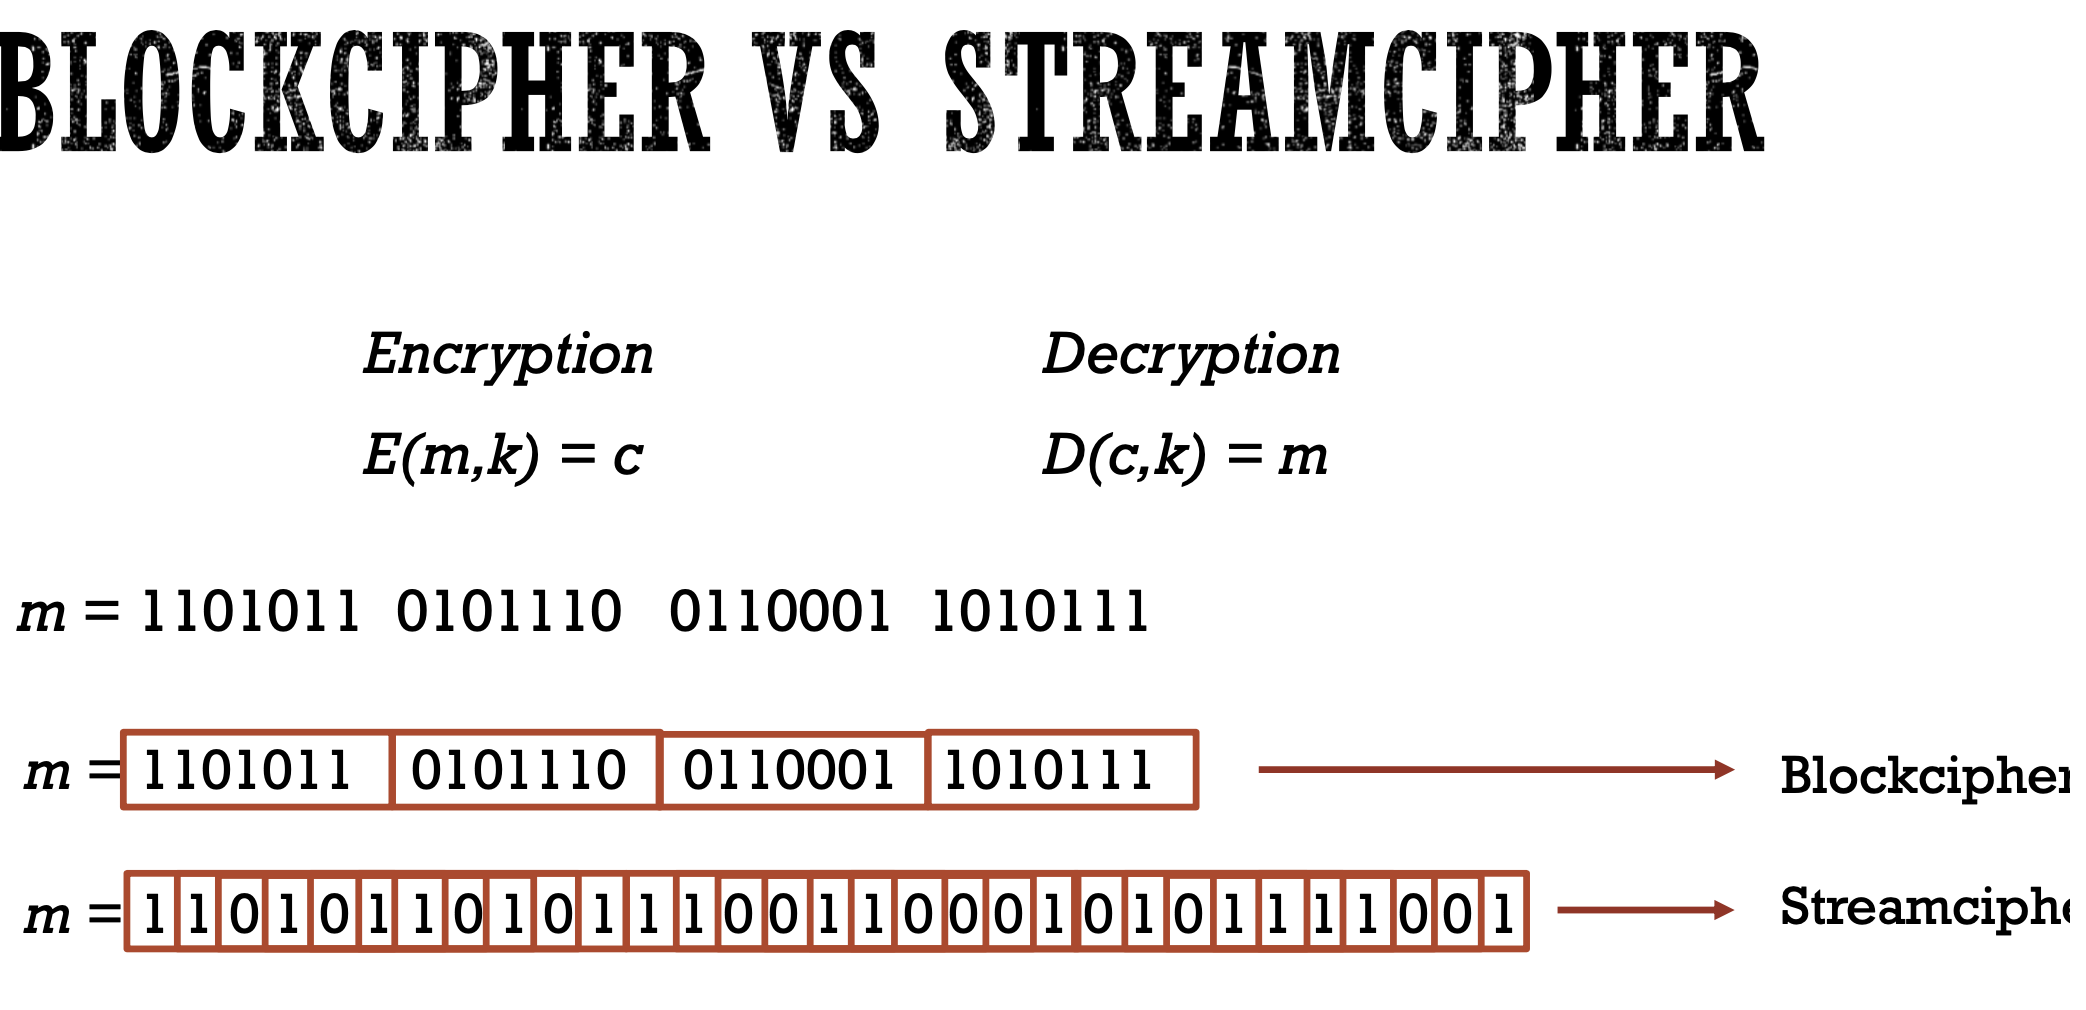 BLOCKCIPHER VS STREAMCIPHER
Encryption Decryption
E(m,k) = c D(c,k) = m
m = 1101011 0101110 0110001 1010111
m = 1101011 0101110 0110001 1010111 Blockcipher
m = 1 1 0 1 0 1 1 0 1 0 1 1 1 0 0 1 1 0 0 0 1 0 1 0 1 1 1 1 0 0 1 Streamciphe